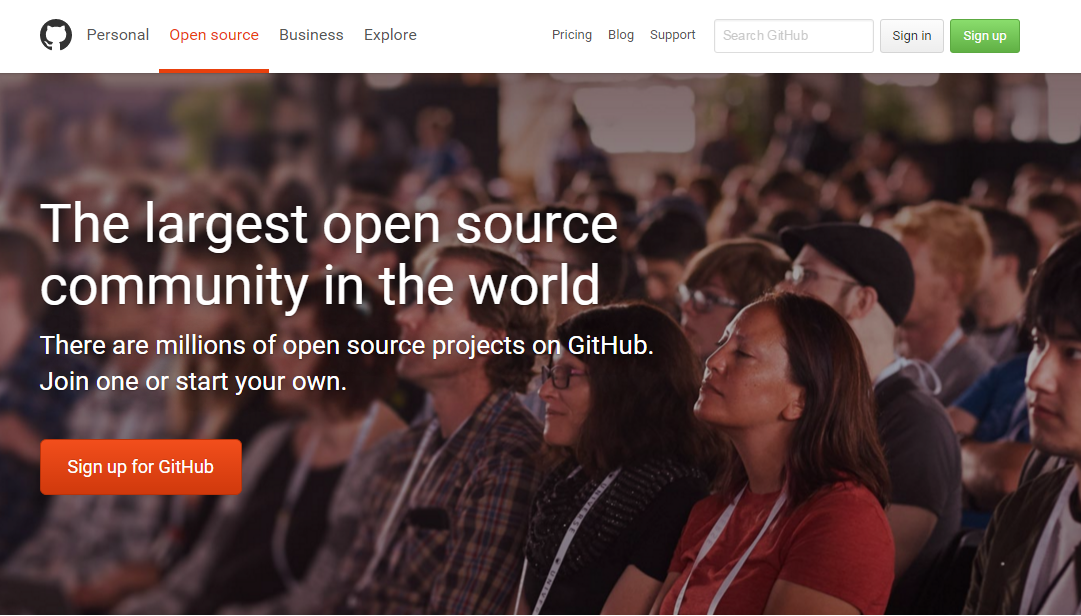 Personal Open source Business Explore Pricing Blog Support Search GitHub Sign in Sign up
The largest open source
community in the world
There are millions of open source projects on GitHub.
Join one or start your own.
Sign up for GitHub